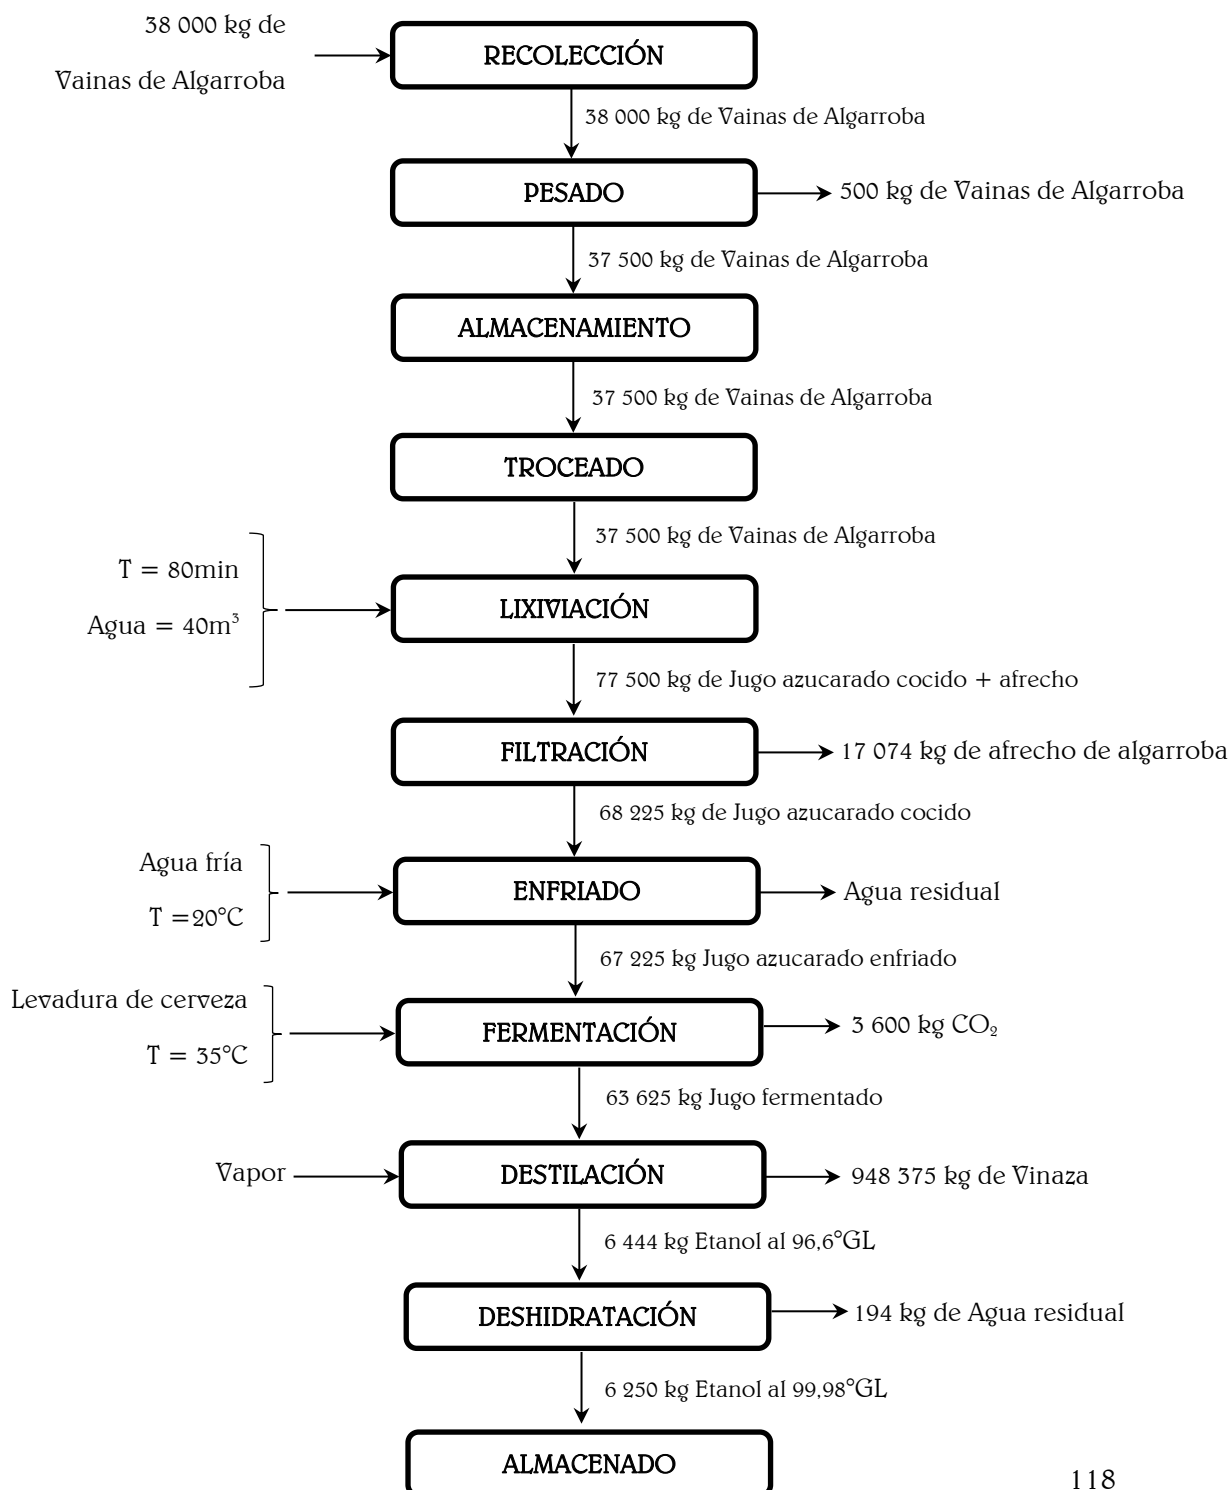 38 000 kg de
Vainas de Algarroba
RECOLECCIÓN
38 000 kg de Vainas de Algarroba
PESADO
500 kg de Vainas de Algarroba
37 500 kg de Vainas de Algarroba
ALMACENAMIENTO
37 500 kg de Vainas de Algarroba
TROCEADO
37 500 kg de Vainas de Algarroba
T = 80min
Agua = 40m³
LIXIVIACIÓN
77 500 kg de Jugo azucarado cocido + afrecho
FILTRACIÓN
17 074 kg de afrecho de algarroba
68 225 kg de Jugo azucarado cocido
Agua fría
T =20°C
ENFRIADO
Agua residual
67 225 kg Jugo azucarado enfriado
Levadura de cerveza
T = 35°C
FERMENTACIÓN
3 600 kg CO₂
63 625 kg Jugo fermentado
Vapor
DESTILACIÓN
948 375 kg de Vinaza
6 444 kg Etanol al 96,6°GL
DESHIDRATACIÓN
194 kg de Agua residual
6 250 kg Etanol al 99,98°GL
ALMACENADO
118